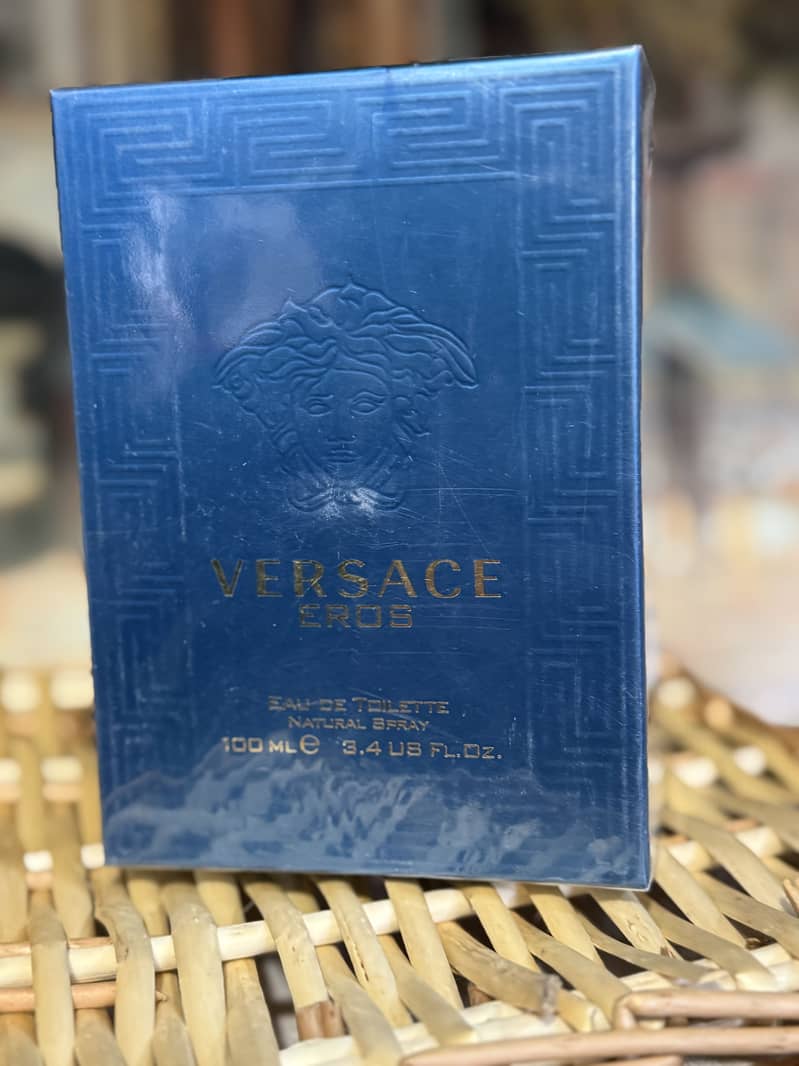 VERSACE
EROS
EAU DE TOILETTE
NATURAL SPRAY
100 ML e 3.4 US FL.OZ.